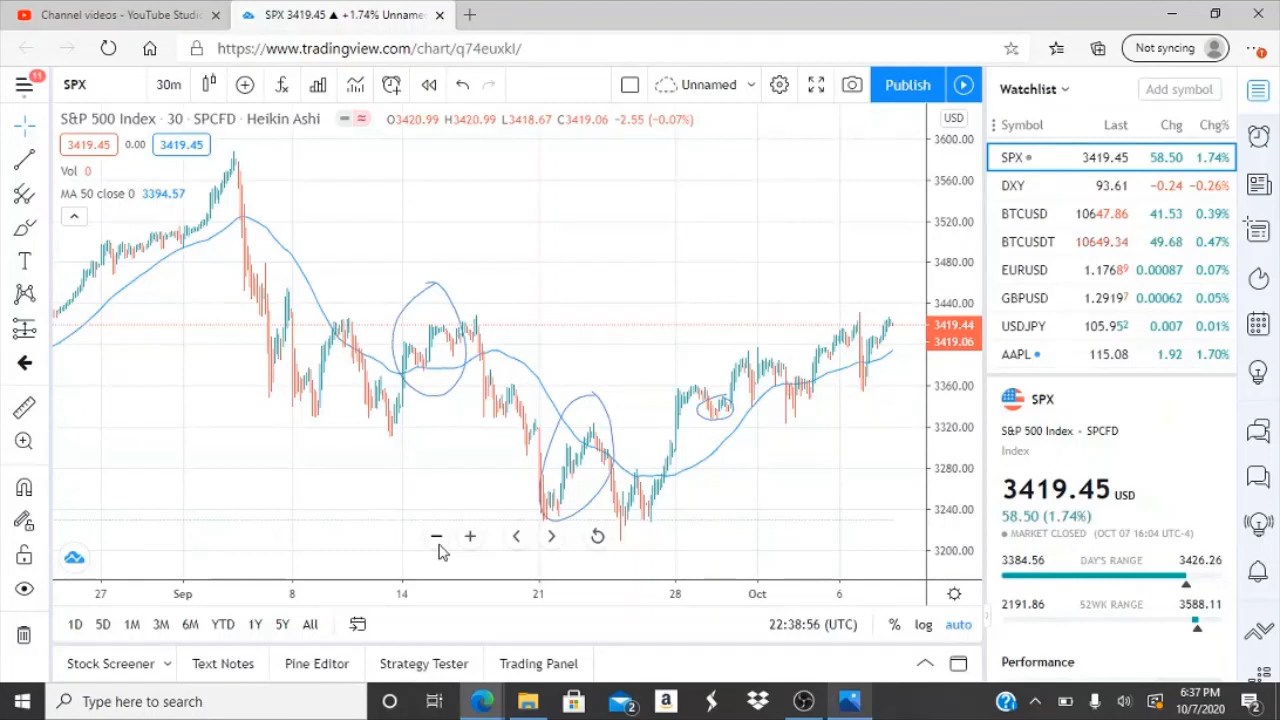 Channel videos - YouTube Studi
SPX 3419.45 ▲ +1.74% Unname
https://www.tradingview.com/chart/q74euxkl/
Not syncing
11
SPX
30m
Unnamed
Publish
S&P 500 Index · 30 · SPCFD · Heikin Ashi
O3420.99 H3420.99 L3418.67 C3419.06 -2.55 (-0.07%)
3419.45 0.00 3419.45
Vol 0
MA 50 close 0 3394.57
USD
3600.00
3560.00
3520.00
3480.00
3440.00
3419.44
3419.06
3360.00
3320.00
3280.00
3240.00
3200.00
27 Sep 8 14 21 28 Oct 6
1D 5D 1M 3M 6M YTD 1Y 5Y All
22:38:56 (UTC) % log auto
Stock Screener Text Notes Pine Editor Strategy Tester Trading Panel
Watchlist
Add symbol
Symbol Last Chg Chg%
SPX 3419.45 58.50 1.74%
DXY 93.61 -0.24 -0.26%
BTCUSD 10647.86 41.53 0.39%
BTCUSDT 10649.34 49.68 0.47%
EURUSD 1.17689 0.00087 0.07%
GBPUSD 1.29197 0.00062 0.05%
USDJPY 105.952 0.007 0.01%
AAPL 115.08 1.92 1.70%
SPX
S&P 500 Index · SPCFD
Index
3419.45 USD
58.50 (1.74%)
MARKET CLOSED (OCT 07 16:04 UTC-4)
3384.56 DAY'S RANGE 3426.26
2191.86 52WK RANGE 3588.11
Performance
Type here to search
2
a
6:37 PM
10/7/2020
2